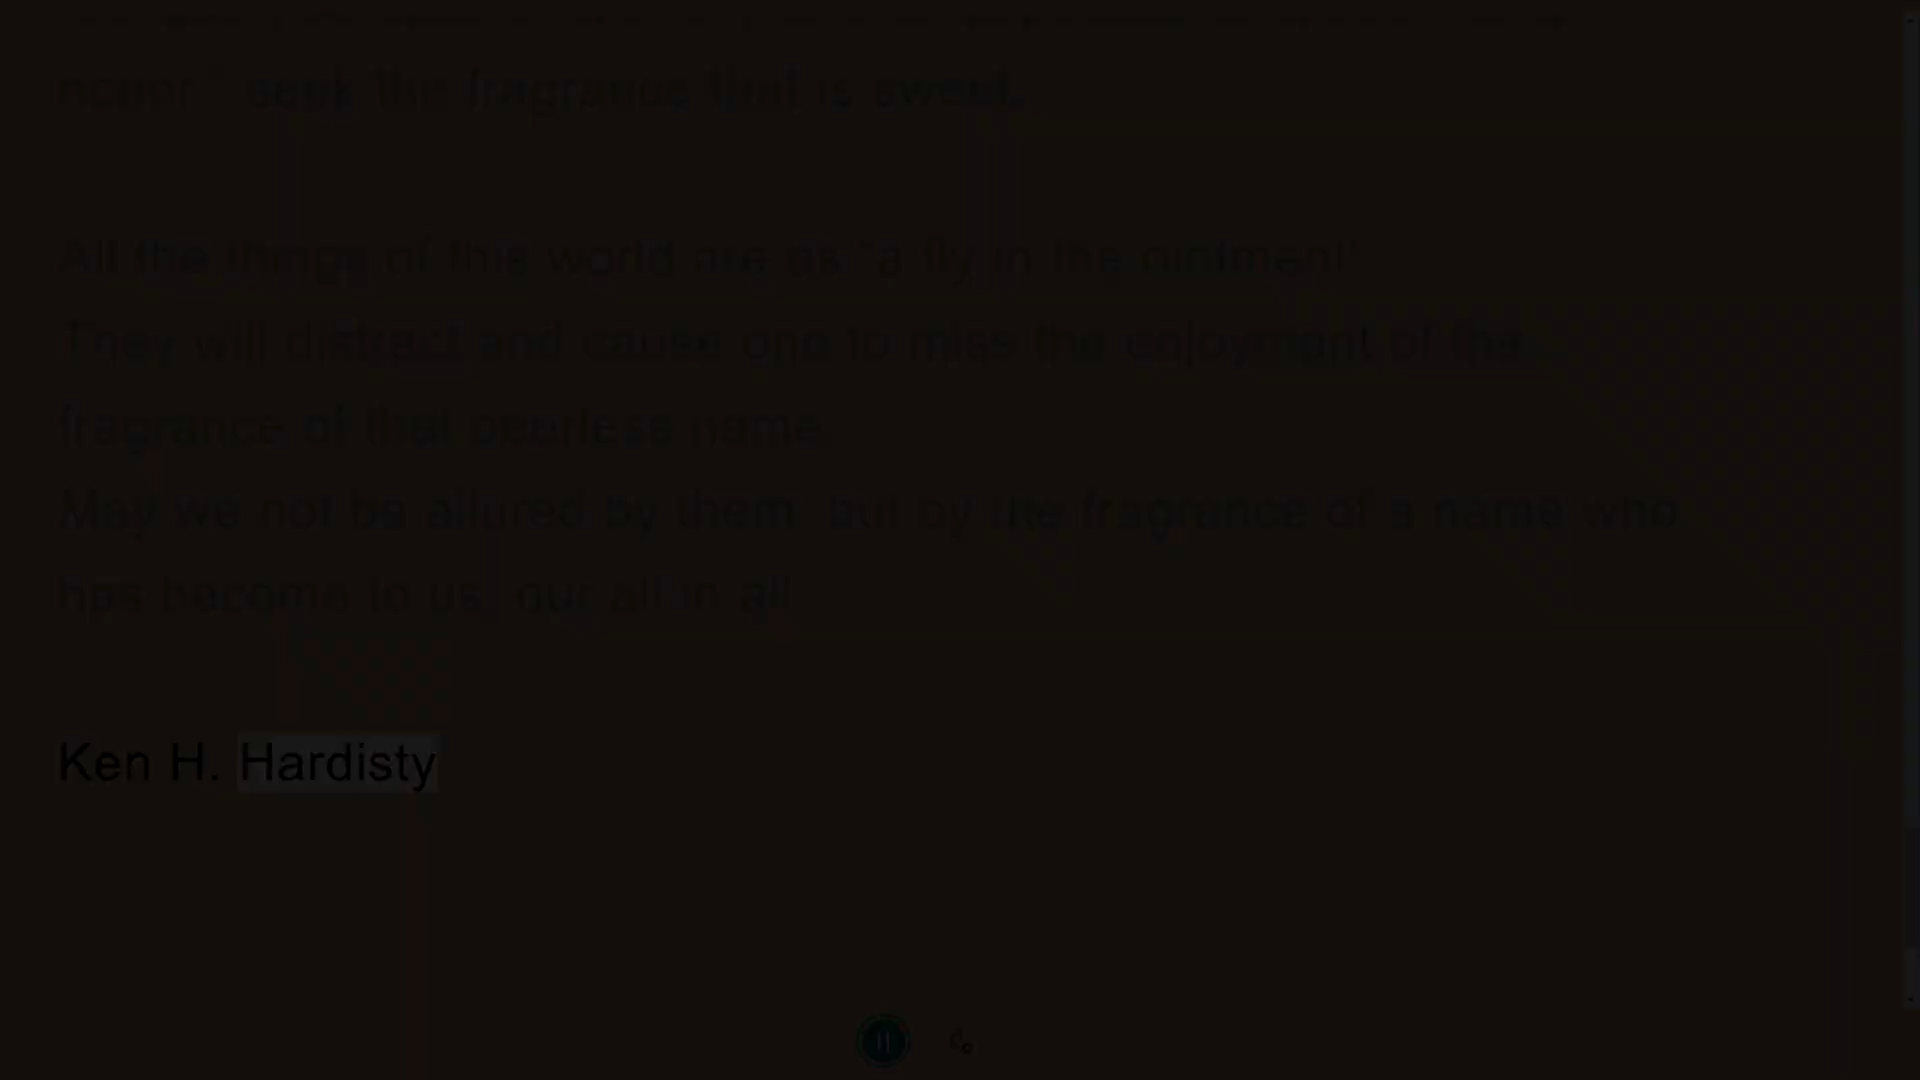 honor" seek the fragrance that is sweet.
All the things of this world are as "a fly in the ointment"
They will distract and cause one to miss the enjoyment of the
fragrance of that peerless name.
May we not be allured by them, but by the fragrance of a name who
has become to us, our all in all.
Ken H. Hardisty